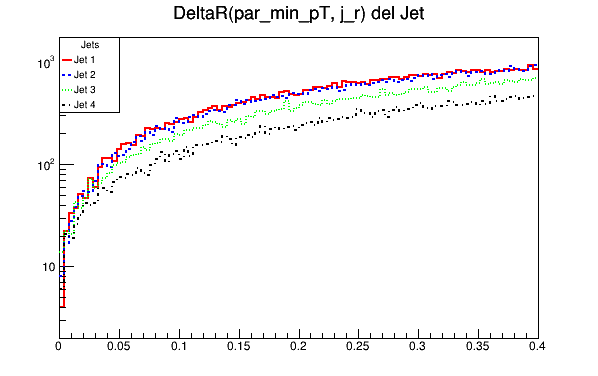 DeltaR(par_min_pT, j_r) del Jet
Jets
Jet 1
Jet 2
Jet 3
Jet 4
10³
10²
10
0 0.05 0.1 0.15 0.2 0.25 0.3 0.35 0.4